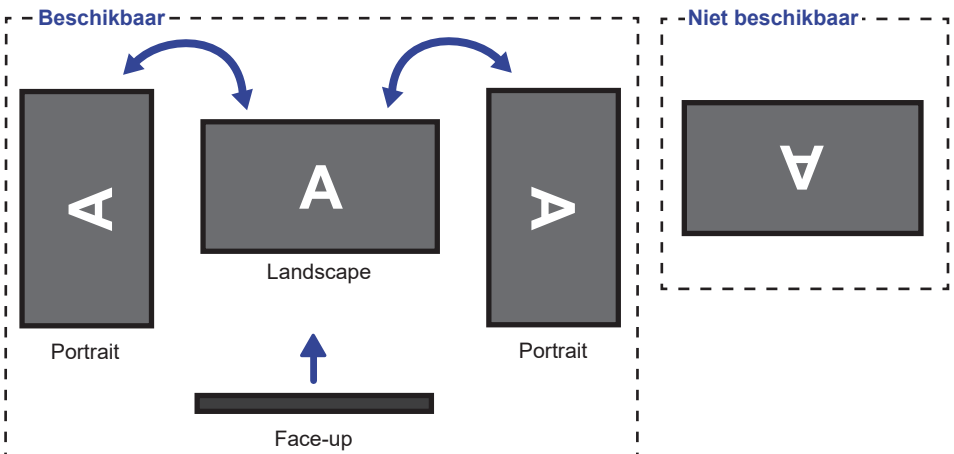 Beschikbaar
Niet beschikbaar
A
A
A
A
Landscape
Portrait
Portrait
Face-up